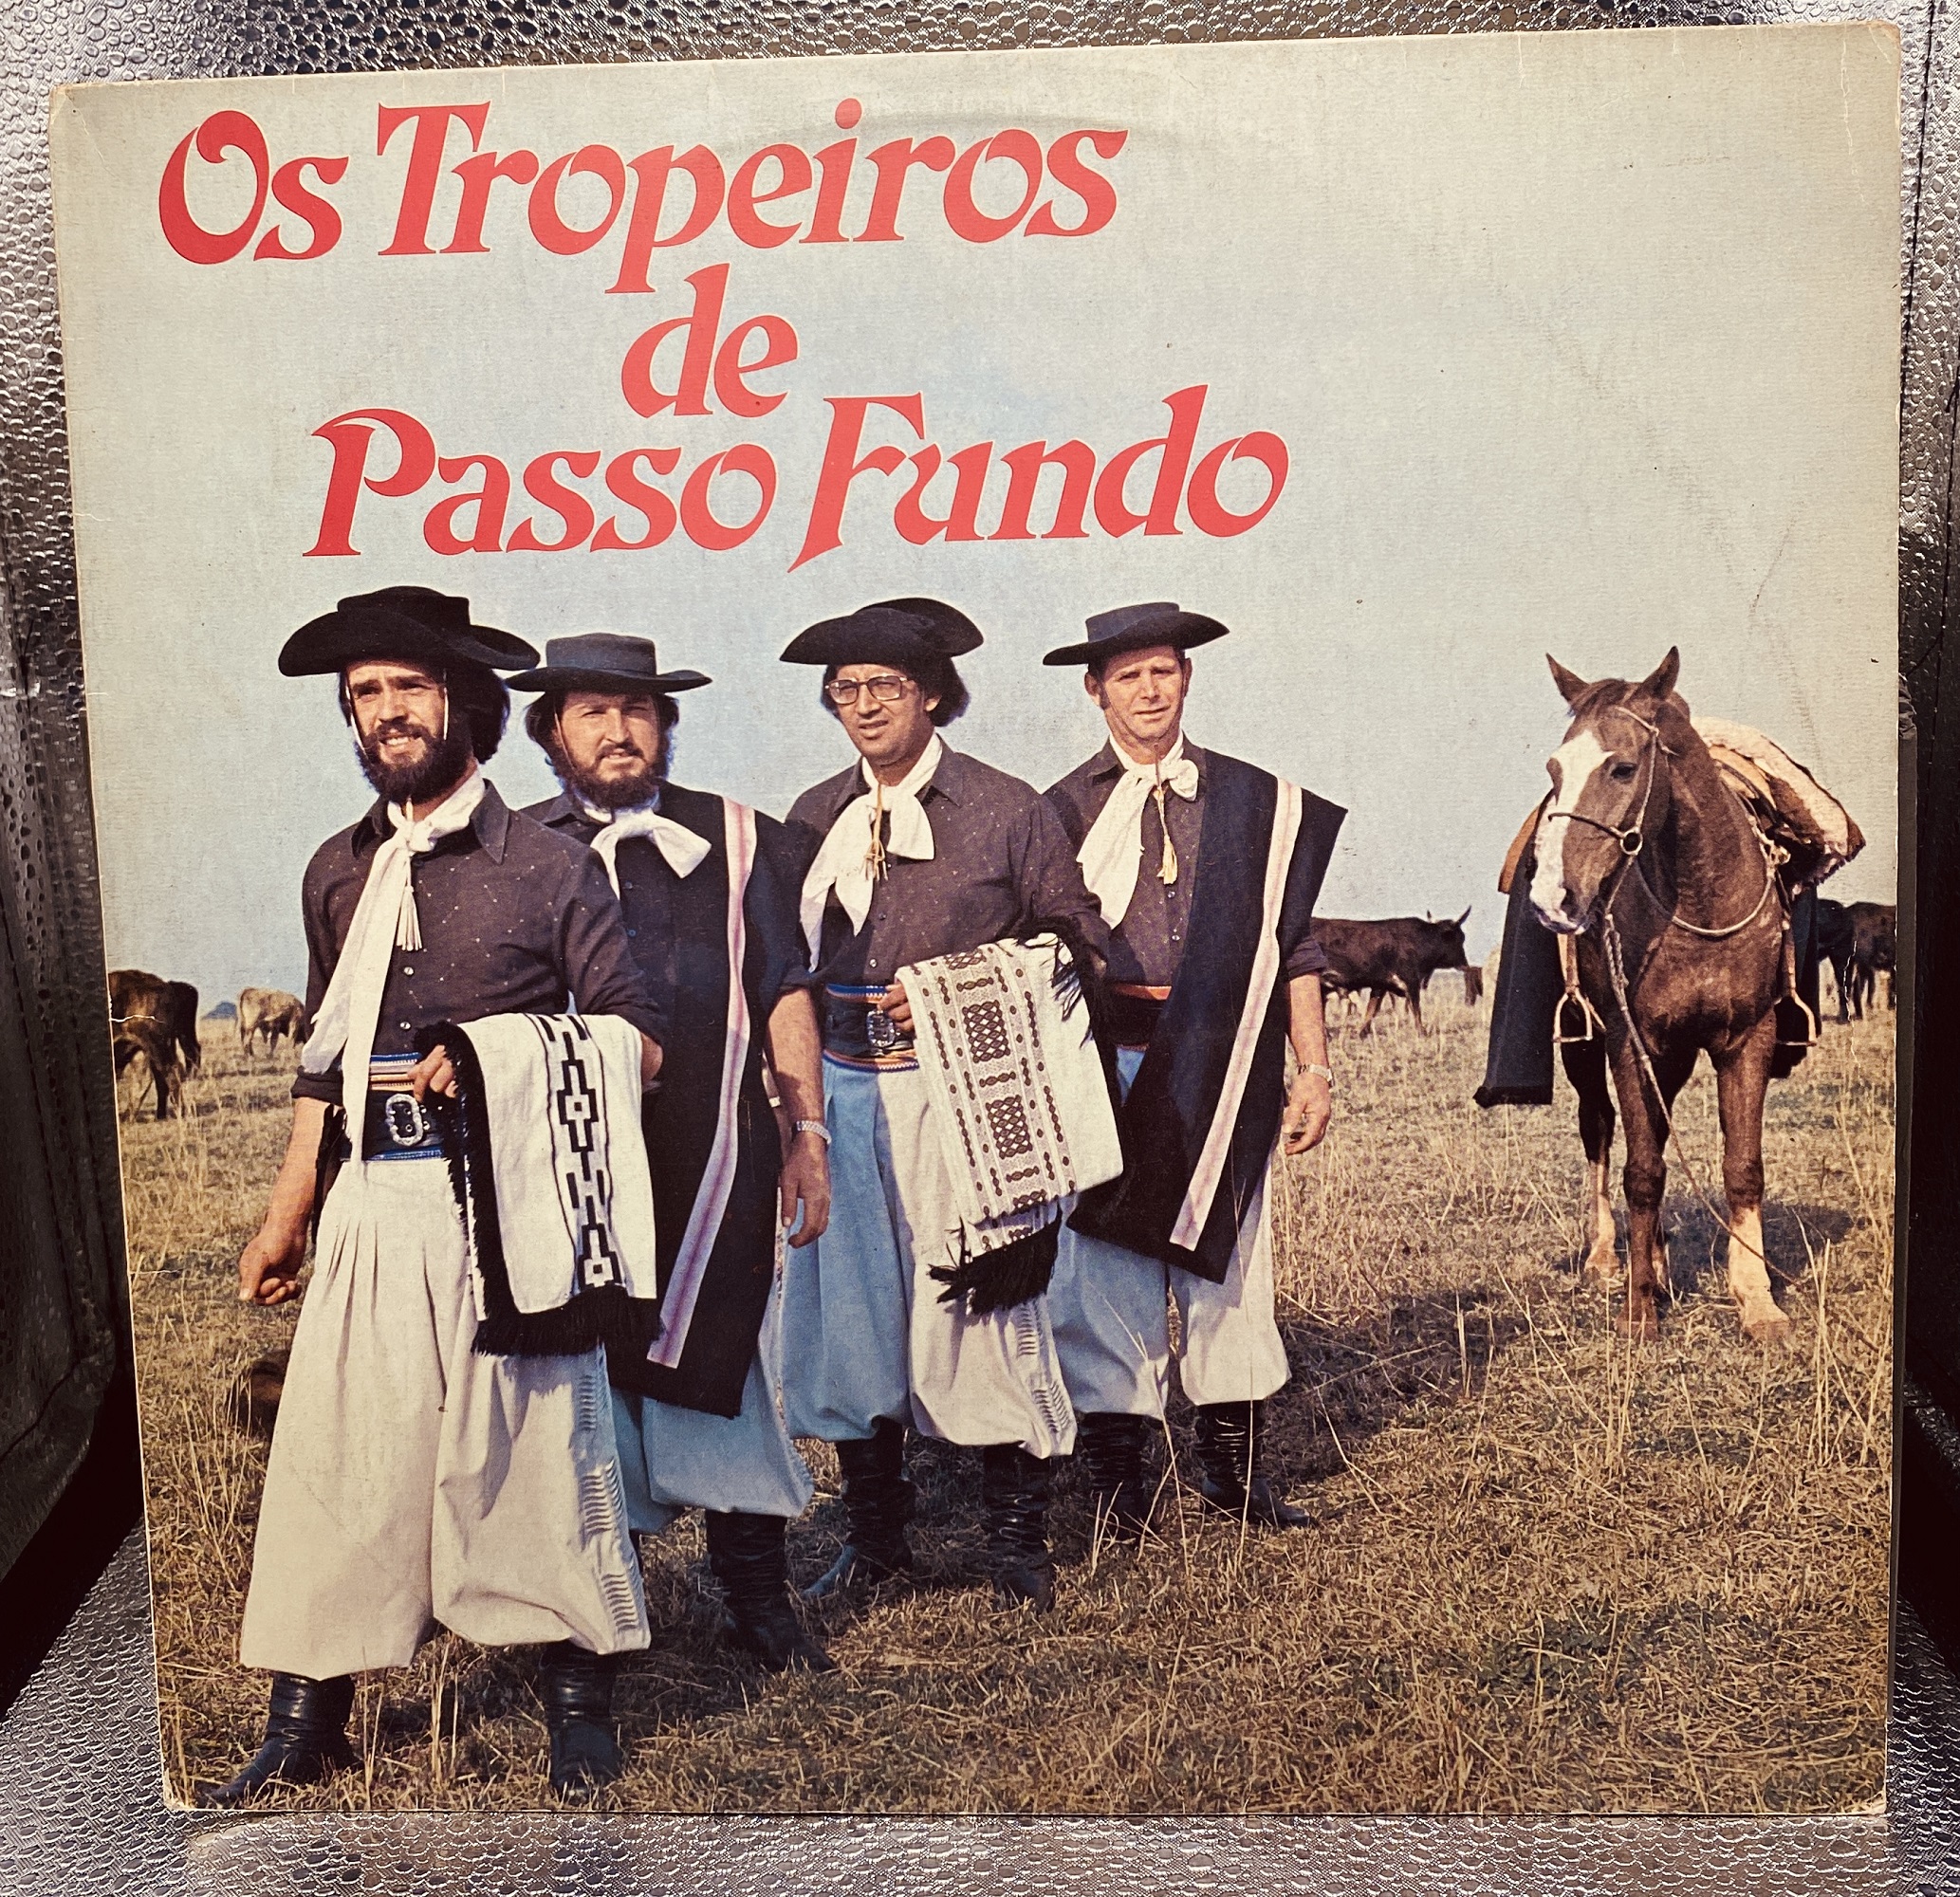 Os Tropeiros
de
Passo Fundo